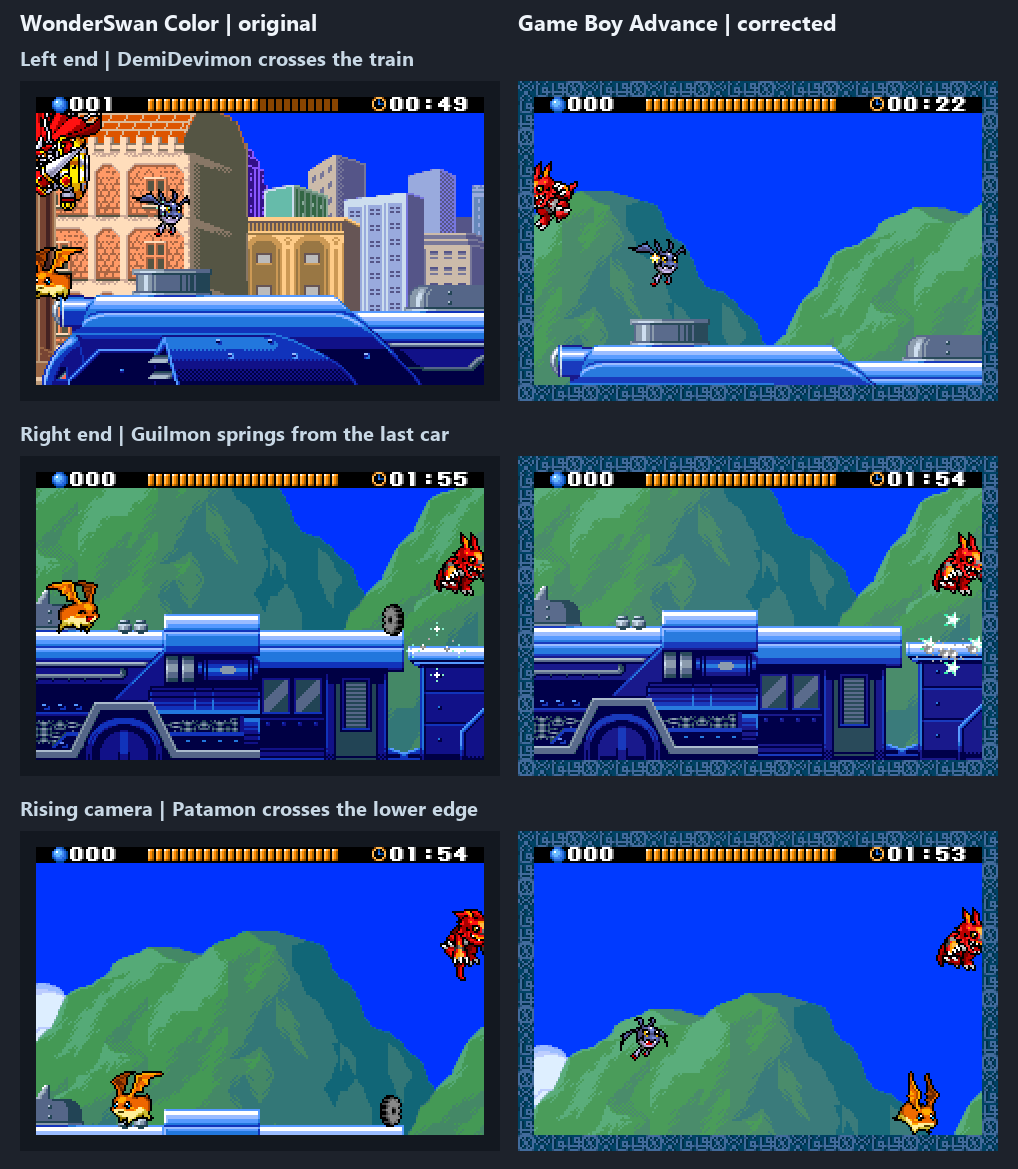 WonderSwan Color | original
Game Boy Advance | corrected
Left end | DemiDevimon crosses the train
001 00:49
000 00:22
Right end | Guilmon springs from the last car
000 01:55
000 01:54
Rising camera | Patamon crosses the lower edge
000 01:54
000 01:53